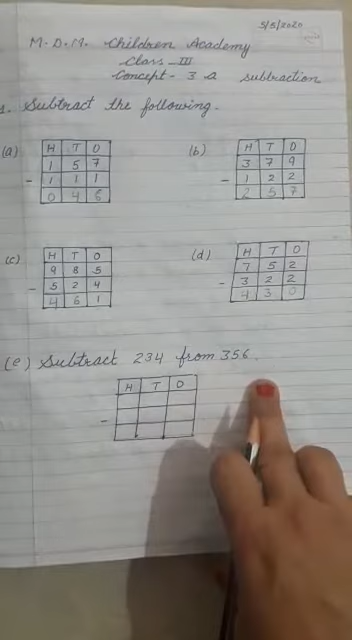 5/5/2020
M.D.M. Children Academy
Class - III
Concept - 3 a subtraction
1. Subtract the following.
(a)
H T O
1 5 7
- 1 1 1
0 4 6
(b)
H T O
3 7 9
- 1 2 2
2 5 7
(c)
H T O
9 8 5
- 5 2 4
4 6 1
(d)
H T O
7 5 2
- 3 2 2
4 3 0
(e) Subtract 234 from 356.
H T O
-